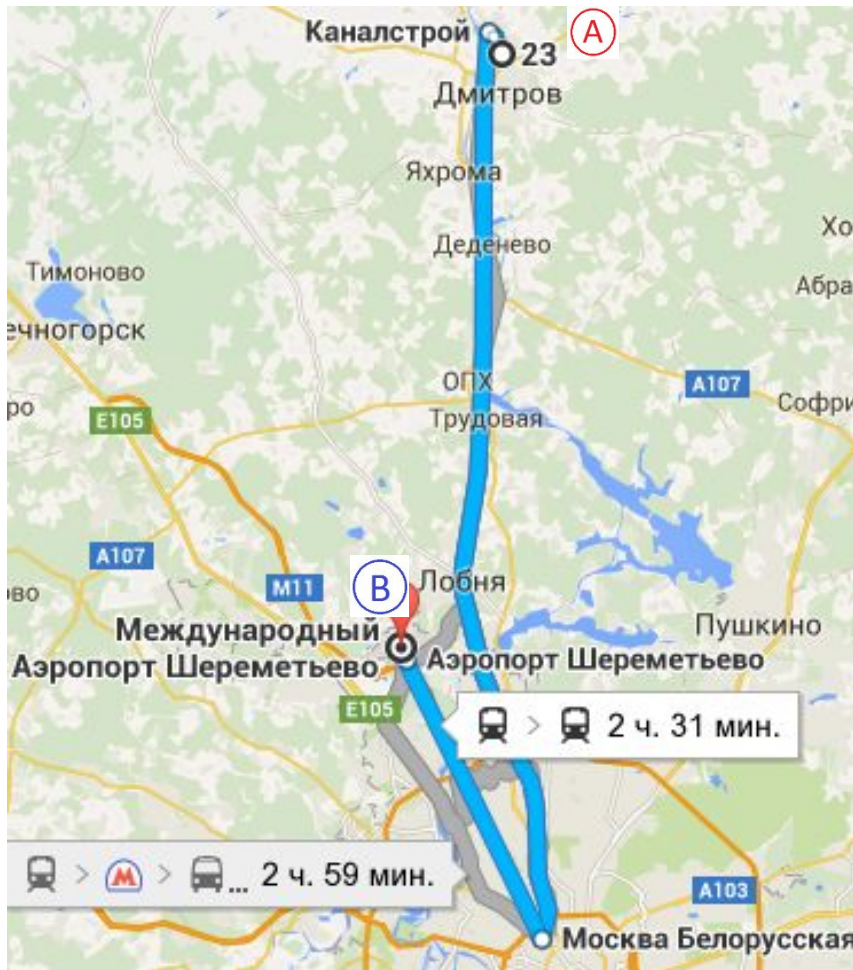 Каналстрой
A
23
Дмитров
Яхрома
Деденево
Хо
Тимоново
Абра
ечногорск
ОПХ
Трудовая
A107
Софри
ро
E105
A107
M11
B
Лобня
во
Пушкино
Международный
Аэропорт Шереметьево
Аэропорт Шереметьево
E105
> 2 ч. 31 мин.
> М > ... 2 ч. 59 мин.
A103
Москва Белорусская